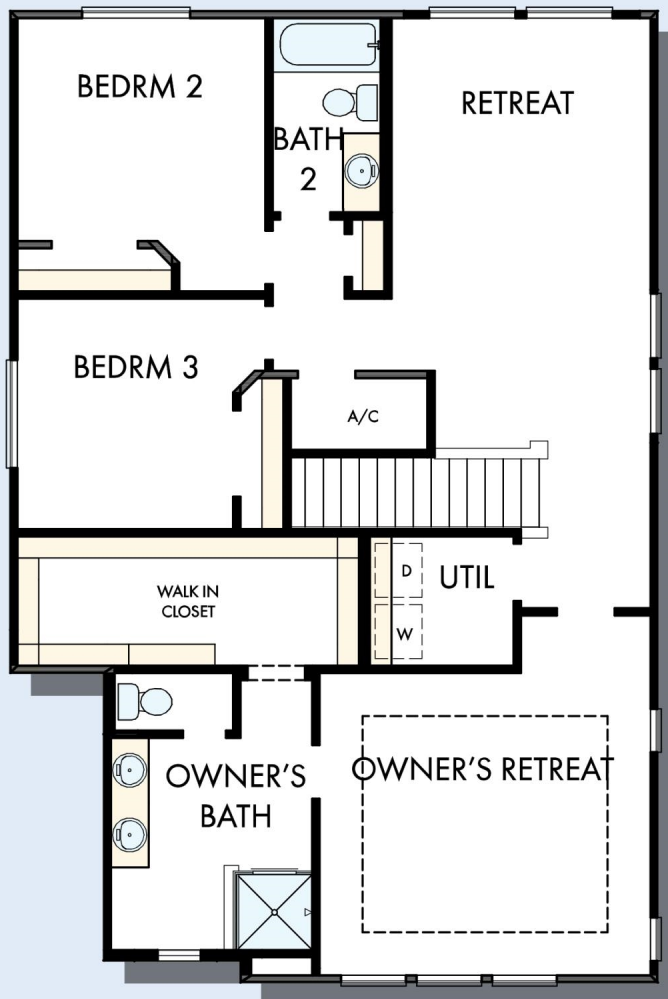 BEDRM 2
BATH
2
RETREAT
BEDRM 3
A/C
D
UTIL
W
WALK IN
CLOSET
OWNER'S
BATH
OWNER'S RETREAT